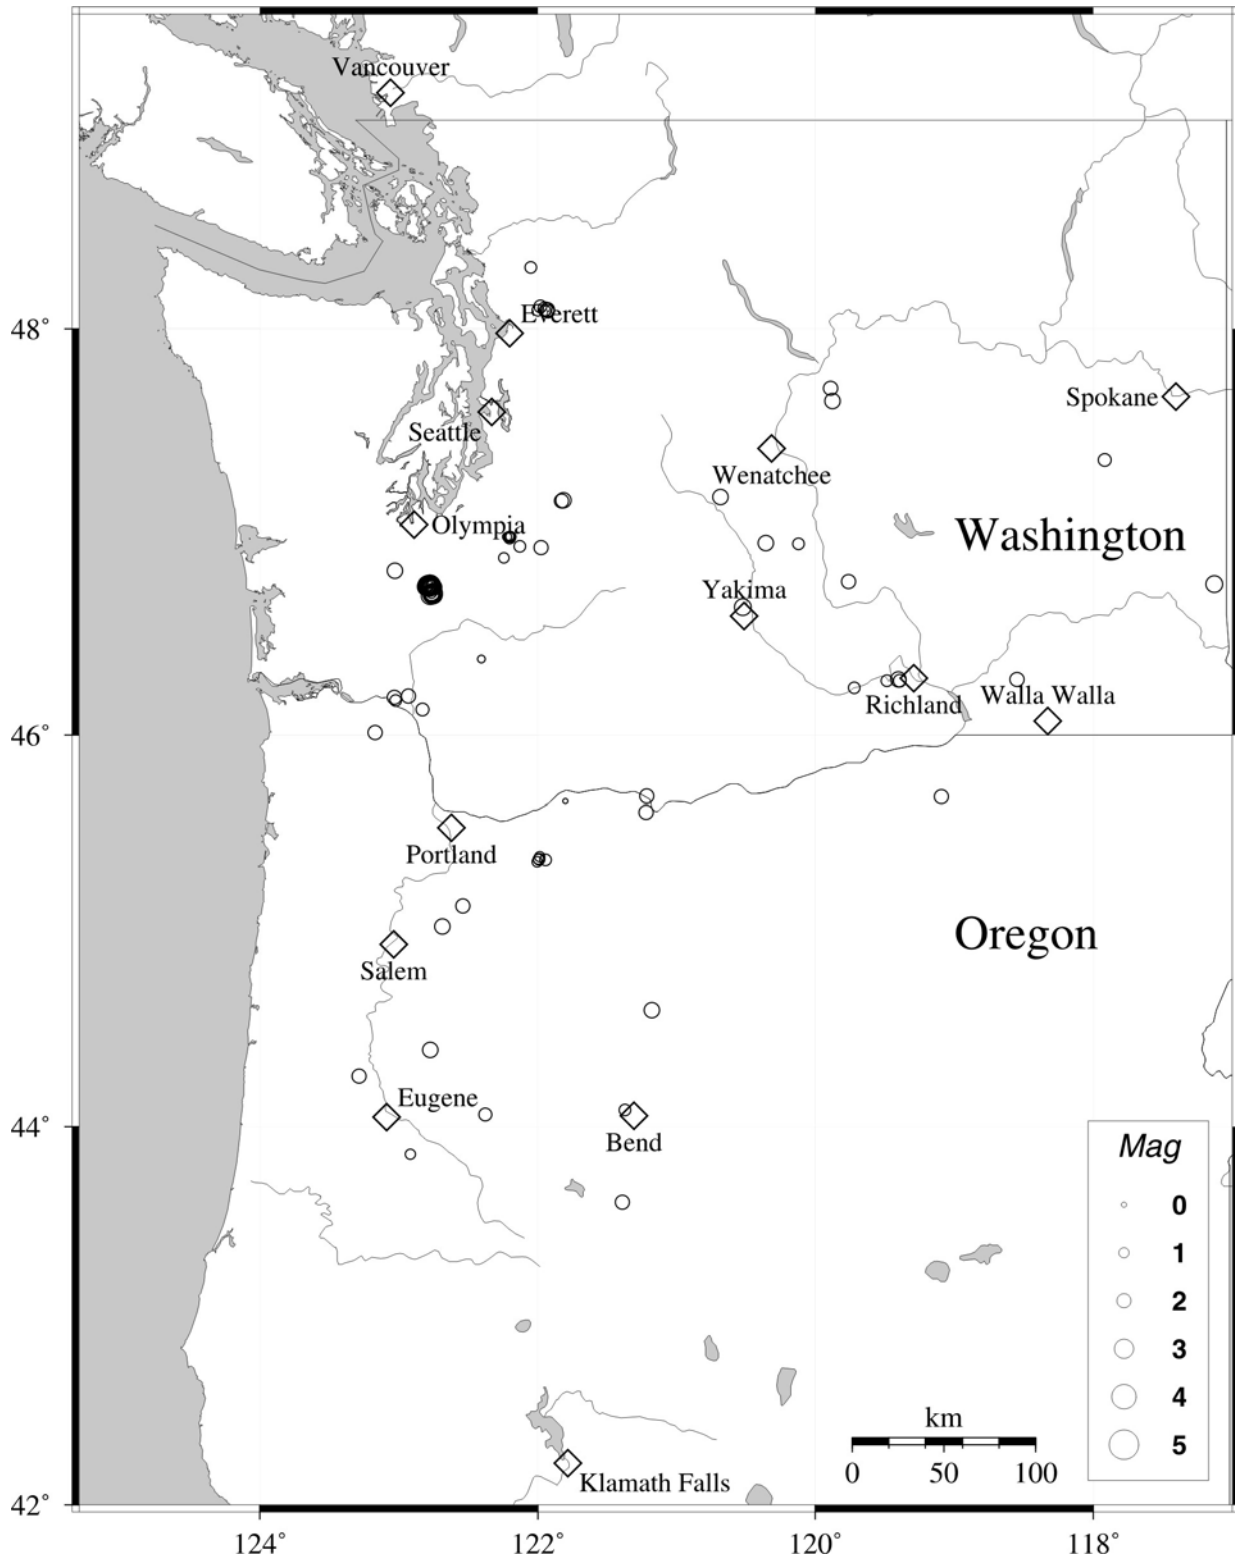 Vancouver
48°
Everett
Spokane
Seattle
Wenatchee
Olympia
Washington
Yakima
Richland
Walla Walla
46°
Portland
Oregon
Salem
Eugene
44°
Bend
Mag
0
1
2
3
4
5
km
0 50 100
Klamath Falls
42°
124° 122° 120° 118°